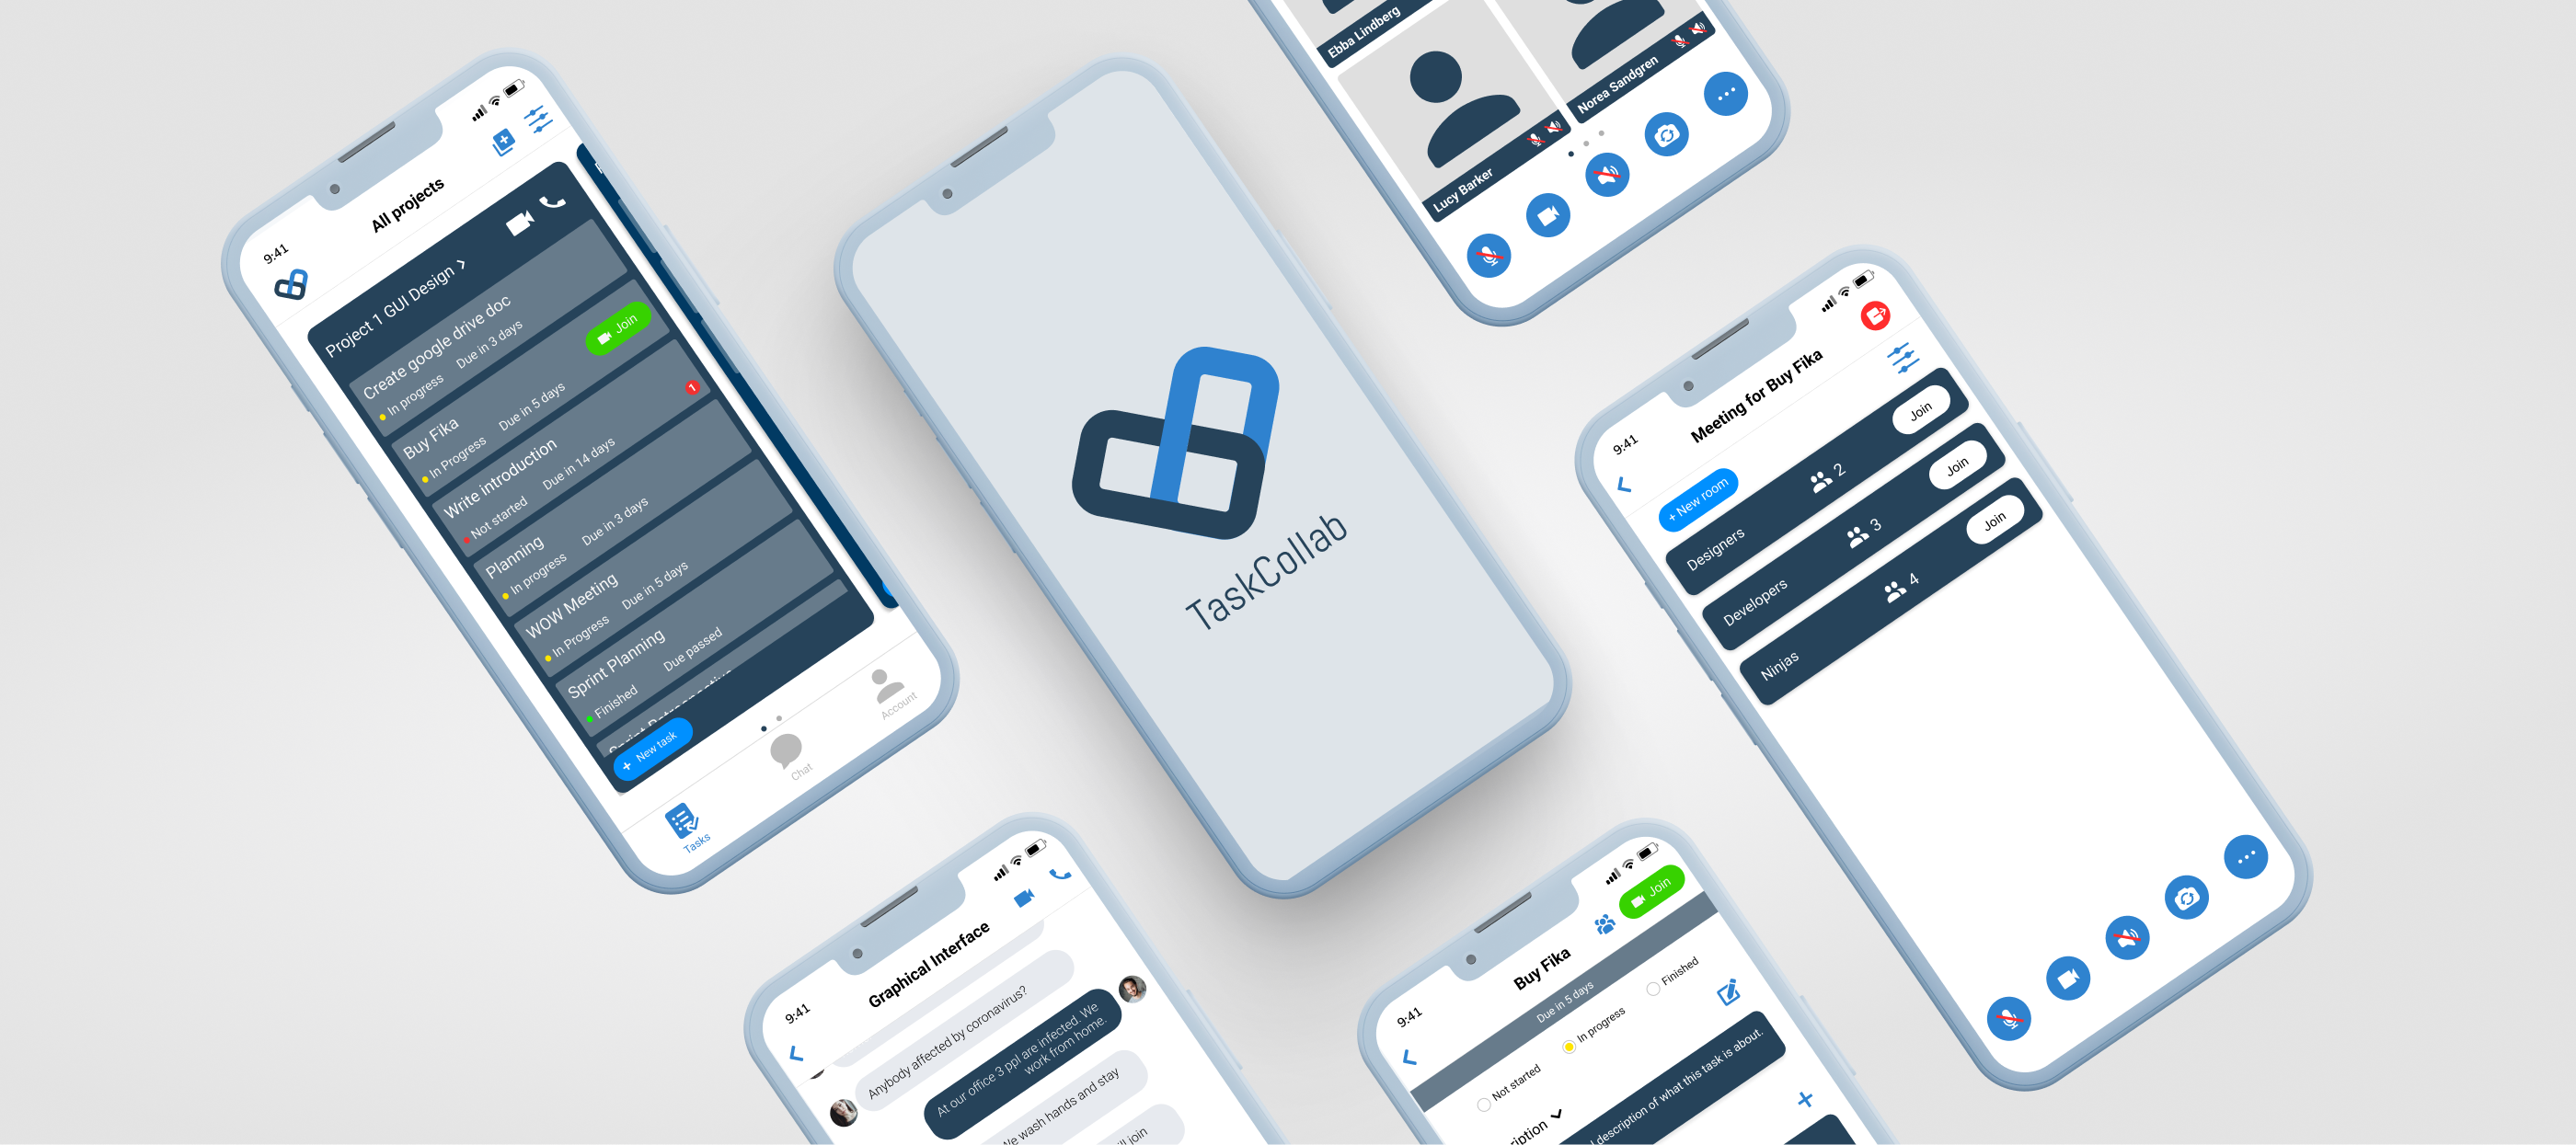 9:41
All projects
Project 1 GUI Design >
Create google drive doc
In progress Due in 3 days
Buy Fika
In Progress Due in 5 days
Join
Write introduction
Not started Due in 14 days
1
Planning
In progress Due in 3 days
WOW Meeting
In Progress Due in 5 days
Sprint Planning
Finished Due passed
Sprint Retrospective
+ New task
Tasks
Chat
Account
TaskCollab
Ebba Lindberg
Norea Sandgren
Lucy Barker
9:41
Meeting for Buy Fika
+ New room
Designers 2 Join
Developers 3 Join
Ninjas 4 Join
9:41
Graphical Interface
Anybody affected by coronavirus?
At our office 3 ppl are infected. We
work from home.
We wash hands and stay
join
9:41
Buy Fika
Join
Due in 5 days
Not started
In progress
Finished
description of what this task is about.